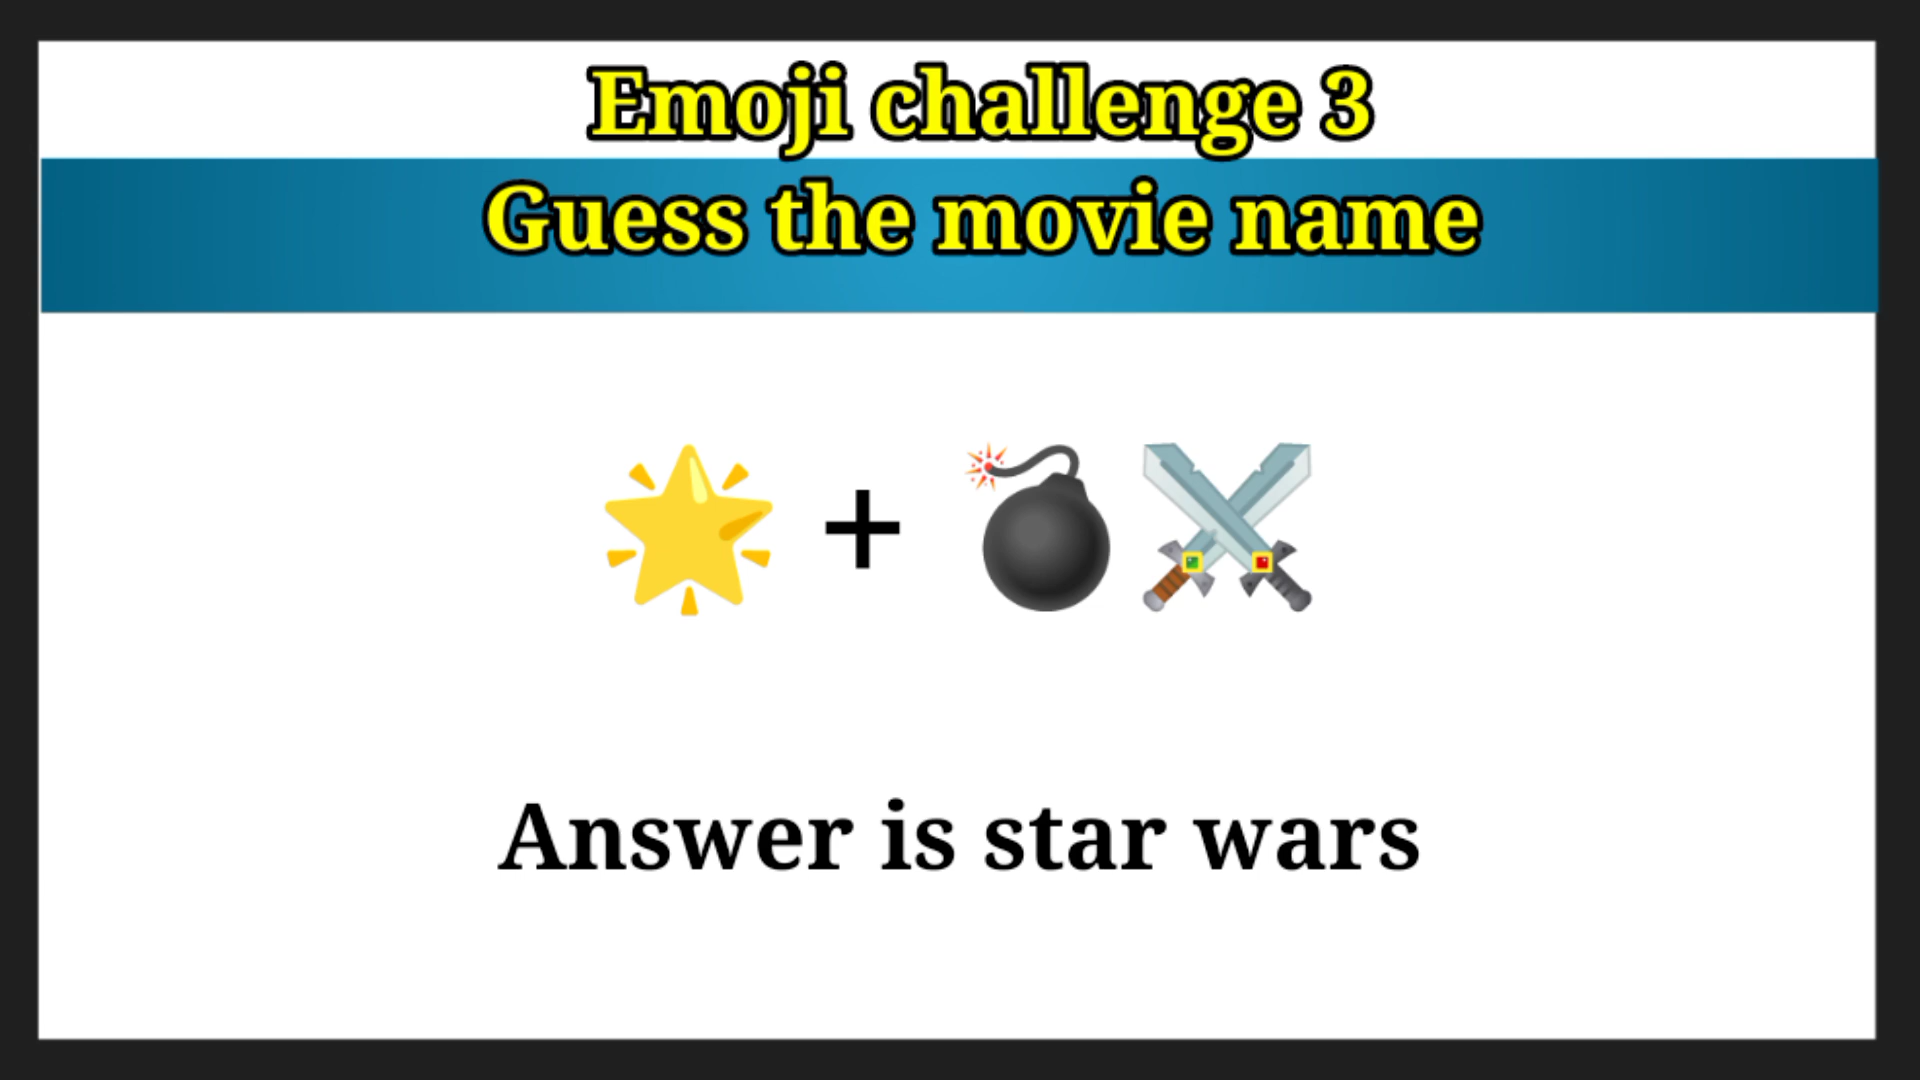 Emoji challenge 3
Guess the movie name
🌟 + 💣⚔️
Answer is star wars